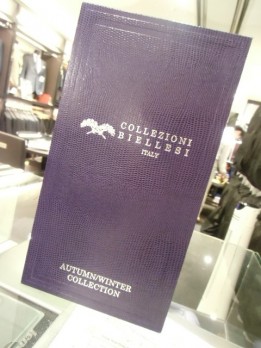 COLLEZIONI
BIELLESI
ITALY
AUTUMN/WINTER
COLLECTION